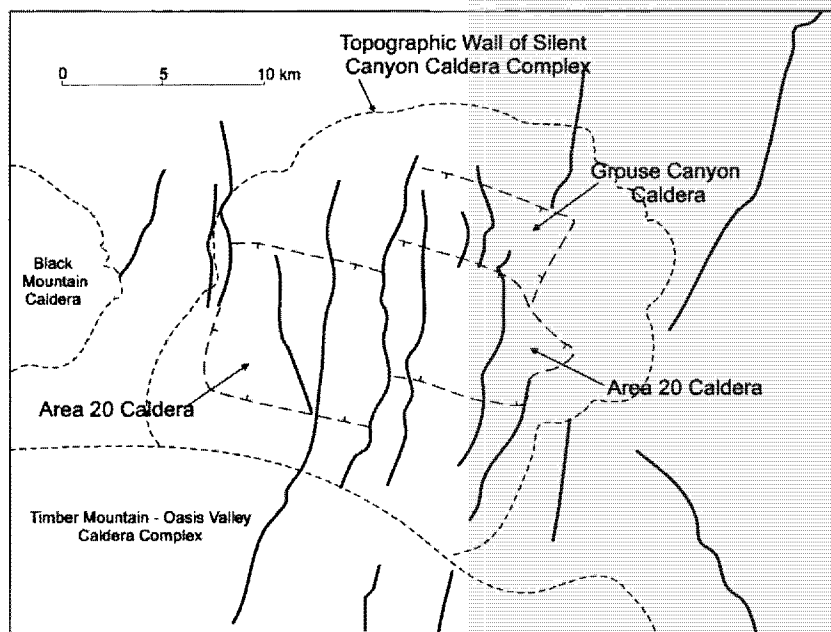 Topographic Wall of Silent
Canyon Caldera Complex
0 5 10 km
Grouse Canyon
Caldera
Black
Mountain
Caldera
Area 20 Caldera
Area 20 Caldera
Timber Mountain - Oasis Valley
Caldera Complex